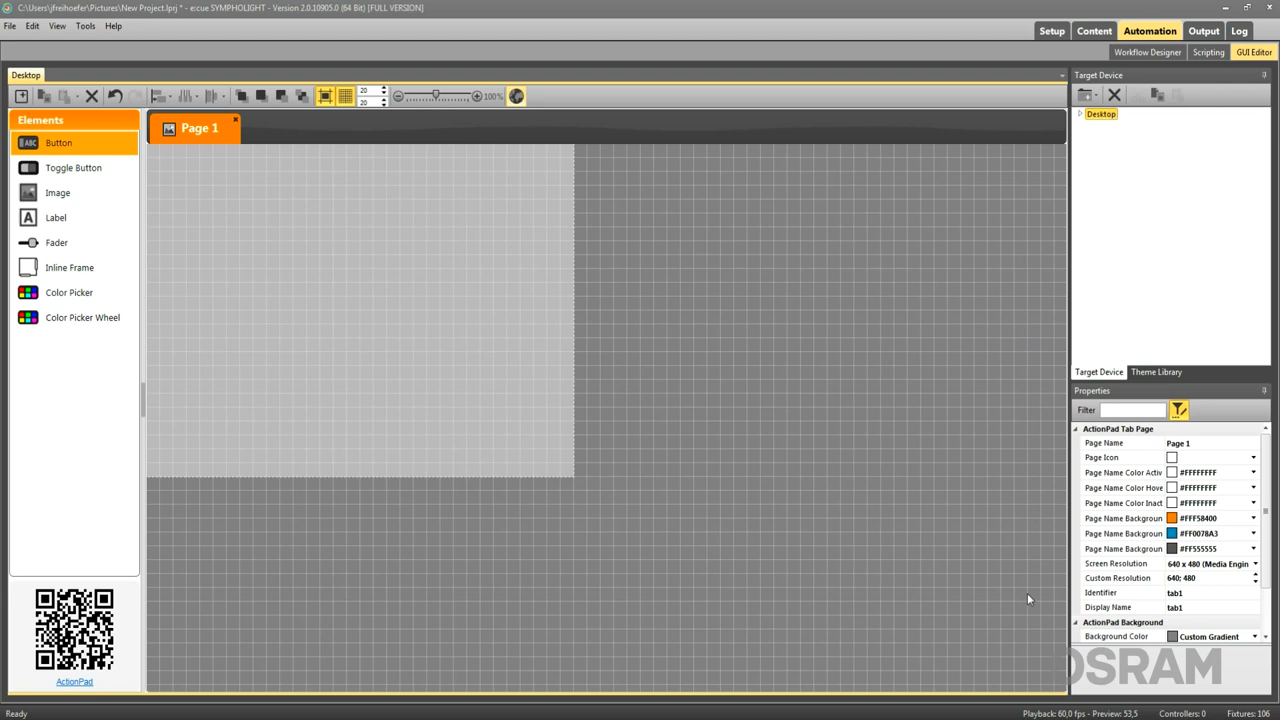 C:\Users\jfreihoefer\Pictures\New Project.lprj * - e:cue SYMPHOLIGHT - Version 2.0.10905.0 (64 Bit) [FULL VERSION]
File Edit View Tools Help
Setup Content Automation Output Log
Workflow Designer Scripting GUI Editor
Desktop
20
20
100%
Elements
Button
ABC
Toggle Button
Image
A
Label
Fader
Inline Frame
Color Picker
Color Picker Wheel
ActionPad
Page 1
Target Device
Desktop
Target Device Theme Library
Properties
Filter
ActionPad Tab Page
Page Name Page 1
Page Icon
Page Name Color Activ #FFFFFFFF
Page Name Color Hove #FFFFFFFF
Page Name Color Inact #FFFFFFFF
Page Name Backgroun #FFF58400
Page Name Backgroun #FF0078A3
Page Name Backgroun #FF555555
Screen Resolution 640 x 480 (Media Engin
Custom Resolution 640; 480
Identifier tab1
Display Name tab1
ActionPad Background
Background Color Custom Gradient
OSRAM
Ready
Playback: 60,0 fps - Preview: 53,5 Controllers: 0 Fixtures: 106